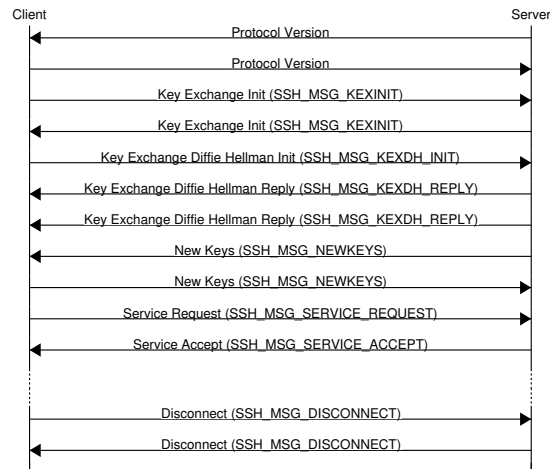 Client Server
Protocol Version
Protocol Version
Key Exchange Init (SSH_MSG_KEXINIT)
Key Exchange Init (SSH_MSG_KEXINIT)
Key Exchange Diffie Hellman Init (SSH_MSG_KEXDH_INIT)
Key Exchange Diffie Hellman Reply (SSH_MSG_KEXDH_REPLY)
Key Exchange Diffie Hellman Reply (SSH_MSG_KEXDH_REPLY)
New Keys (SSH_MSG_NEWKEYS)
New Keys (SSH_MSG_NEWKEYS)
Service Request (SSH_MSG_SERVICE_REQUEST)
Service Accept (SSH_MSG_SERVICE_ACCEPT)
Disconnect (SSH_MSG_DISCONNECT)
Disconnect (SSH_MSG_DISCONNECT)